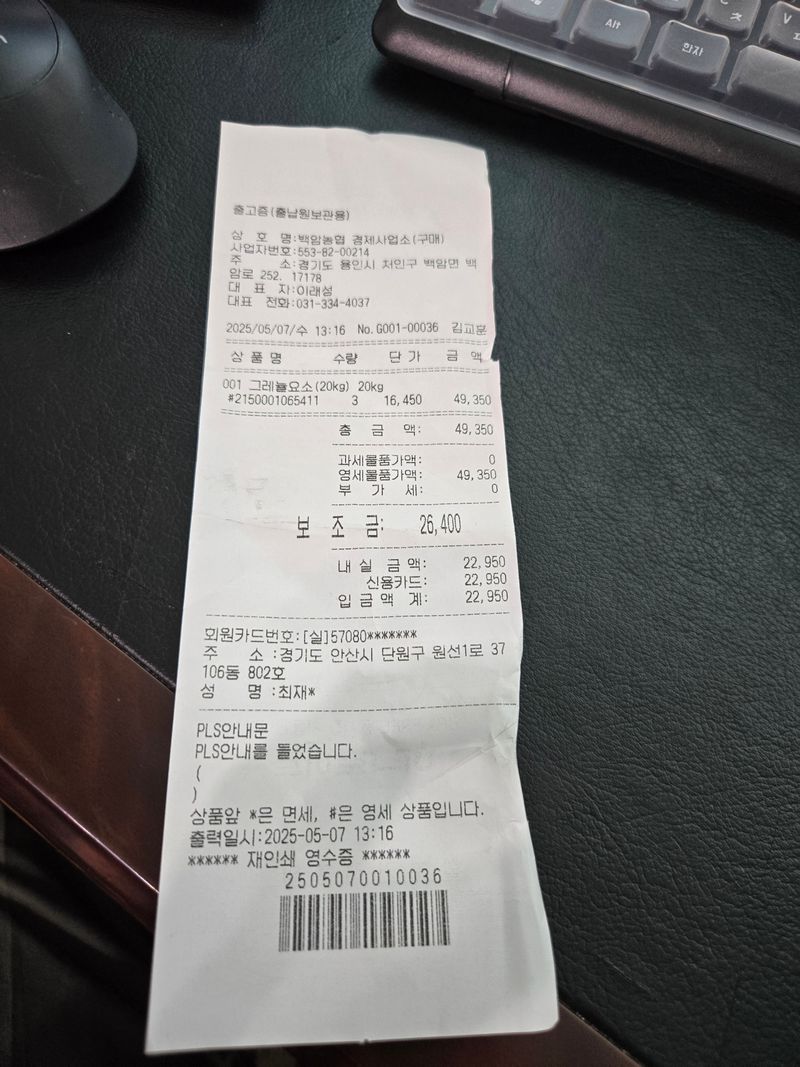 출고증(출납원보관용)
상 호 명:백암농협 경제사업소(구매)
사업자번호:553-82-00214
주 소:경기도 용인시 처인구 백암면 백
암로 252. 17178
대 표 자:이래성
대표 전화:031-334-4037
2025/05/07/수 13:16 No.G001-00036 김교훈
상 품 명 수량 단 가 금 액
001 그레뉼요소(20kg) 20kg
#2150001065411 3 16,450 49,350
총 금 액: 49,350
과세물품가액: 0
영세물품가액: 49,350
부 가 세: 0
보 조 금: 26,400
내 실 금 액: 22,950
신용카드: 22,950
입 금 액 계: 22,950
회원카드번호:[실]57080*******
주 소 :경기도 안산시 단원구 원선1로 37
106동 802호
성 명 :최재*
PLS안내문
PLS안내를 들었습니다.
(
)
상품앞 *은 면세, #은 영세 상품입니다.
출력일시:2025-05-07 13:16
****** 재인쇄 영수증 ******
2505070010036
Alt
한자
ㅊ
V
ㅍ